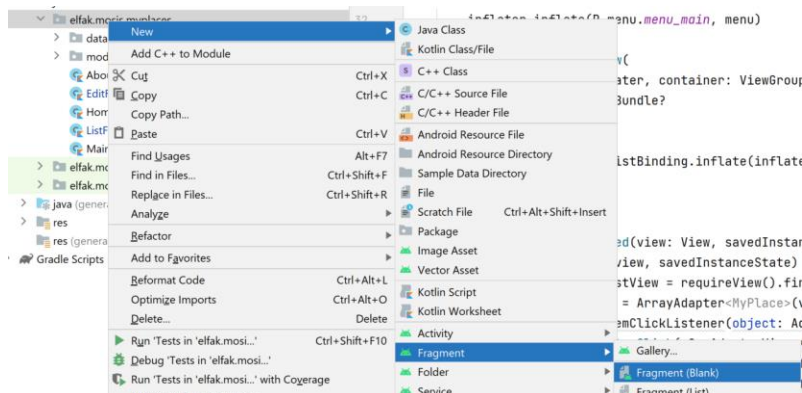 elfak.mosis.myplaces
32
inflater.inflate(R.menu.menu_main, menu)
New
Java Class
data
Add C++ to Module
Kotlin Class/File
mod
C++ Class
Abo
Cut Ctrl+X
ater, container: ViewGroup
EditF
Copy Ctrl+C
C/C++ Source File
Bundle?
Hom
Copy Path...
C/C++ Header File
ListF
Paste Ctrl+V
Android Resource File
Main
Find Usages Alt+F7
Android Resource Directory
istBinding.inflate(inflate
elfak.mo
Find in Files... Ctrl+Shift+F
Sample Data Directory
elfak.mo
Replace in Files... Ctrl+Shift+R
File
java (genera
Analyze
Scratch File Ctrl+Alt+Shift+Insert
res
Refactor
Package
res (genera
Image Asset
ed(view: View, savedInstan
Gradle Scripts
Add to Favorites
Vector Asset
view, savedInstanceState)
Reformat Code Ctrl+Alt+L
Kotlin Script
stView = requireView().fin
Optimize Imports Ctrl+Alt+O
Kotlin Worksheet
= ArrayAdapter<MyPlace>(v
Delete... Delete
Activity
emClickListener(object: Ad
Run 'Tests in 'elfak.mosi...' Ctrl+Shift+F10
Fragment
Gallery...
Debug 'Tests in 'elfak.mosi...'
Folder
Fragment (Blank)
Run 'Tests in 'elfak.mosi...' with Coverage
Service
Fragment (List)